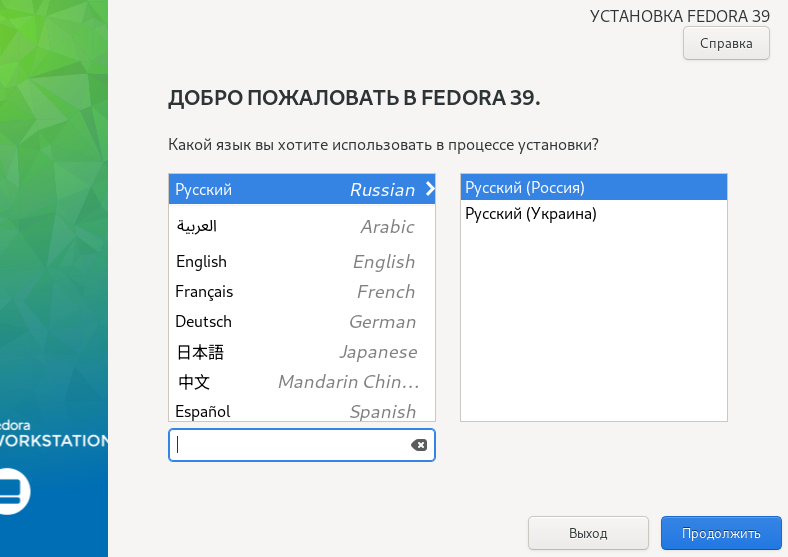 УСТАНОВКА FEDORA 39
Справка
ДОБРО ПОЖАЛОВАТЬ В FEDORA 39.
Какой язык вы хотите использовать в процессе установки?
Русский Russian
العربية Arabic
English English
Français French
Deutsch German
日本語 Japanese
中文 Mandarin Chin…
Español Spanish
Русский (Россия)
Русский (Украина)
edora
WORKSTATION
Выход
Продолжить